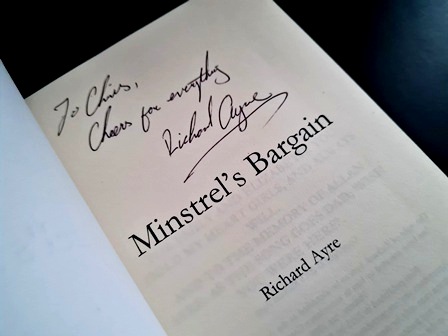 To Chris,
Cheers for everything
Richard Ayre
Minstrel's Bargain
Richard Ayre